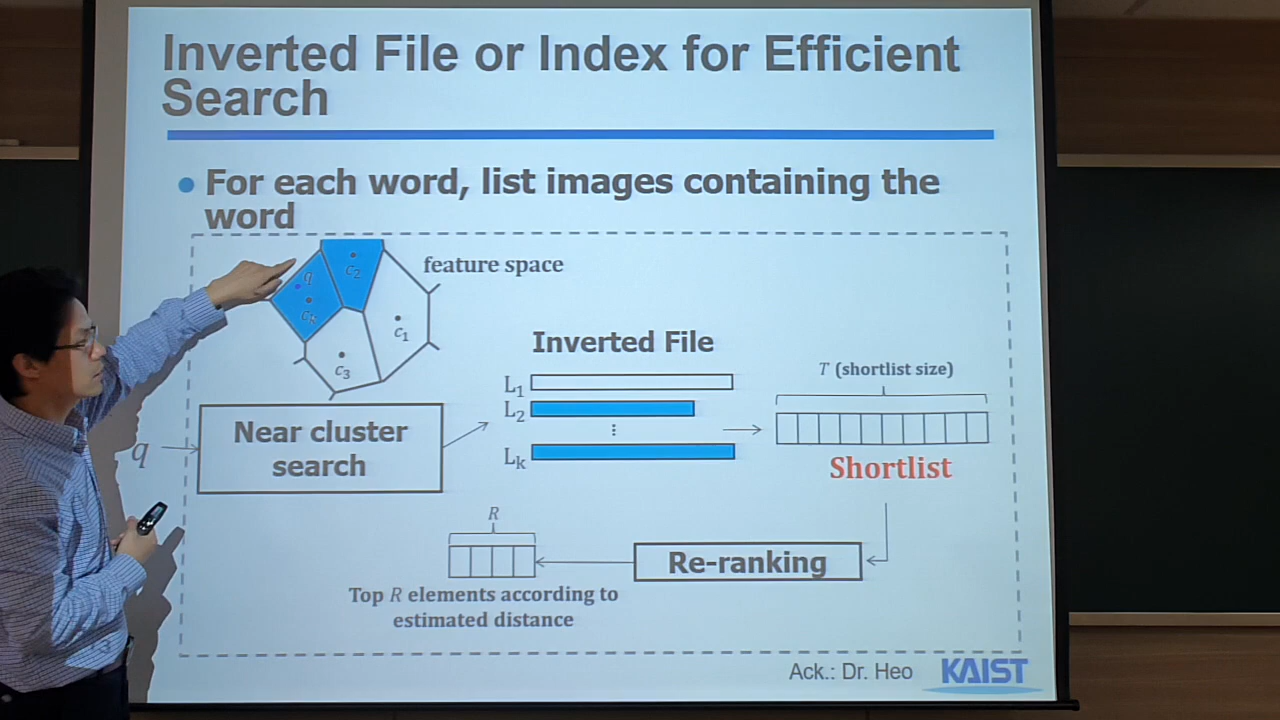 Inverted File or Index for Efficient
Search
For each word, list images containing the
word
feature space
q
c2
ck
c1
c3
Inverted File
L1
L2
⋮
Lk
T (shortlist size)
Shortlist
q
Near cluster
search
R
Re-ranking
Top R elements according to
estimated distance
Ack.: Dr. Heo
KAIST